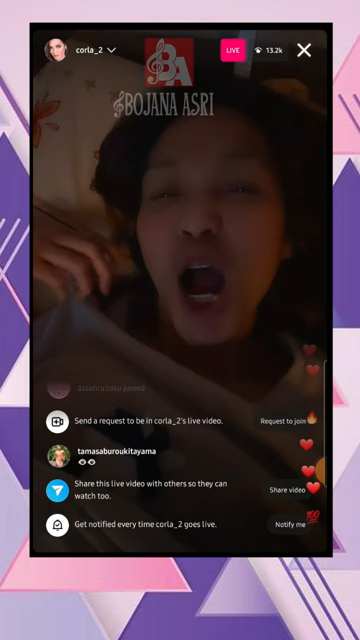 corla_2
LIVE
13.2k
BA
BOJANA ASRI
azzahra toko joined
Send a request to be in corla_2's live video.
Request to join
tamasaburoukitayama
Share this live video with others so they can
watch too.
Share video
Get notified every time corla_2 goes live.
Notify me
100